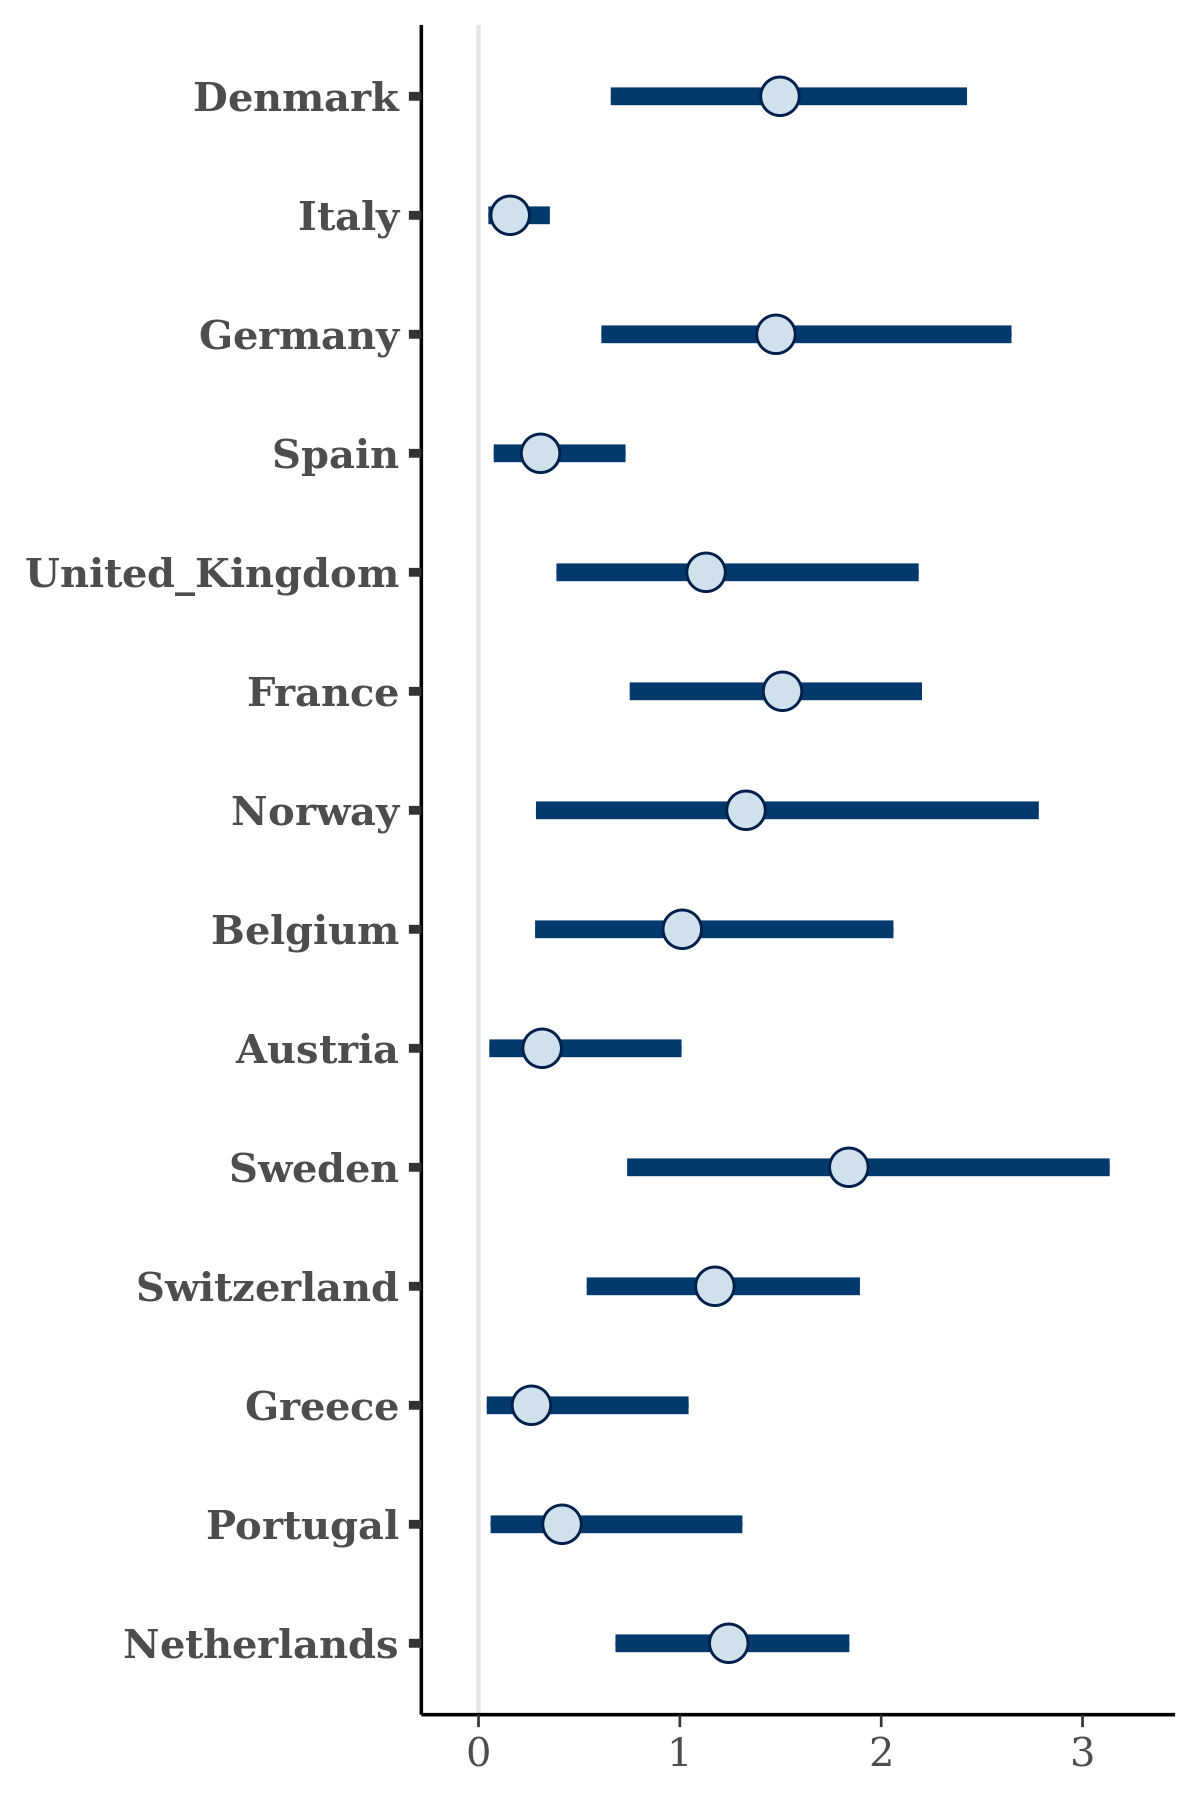 Denmark
Italy
Germany
Spain
United_Kingdom
France
Norway
Belgium
Austria
Sweden
Switzerland
Greece
Portugal
Netherlands
0 1 2 3